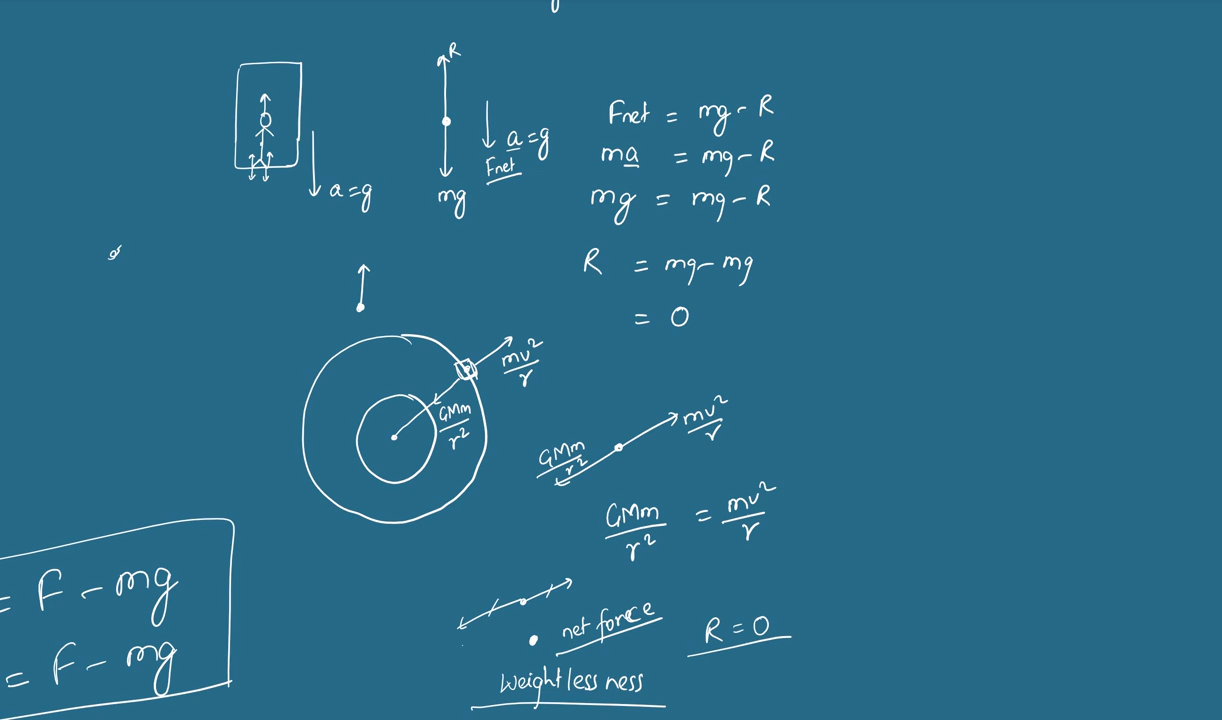 R
a = g
Fnet
mg
a = g
Fnet = mg - R
ma = mg - R
mg = mg - R
R = mg - mg
= 0
mv²/r
GMm/r²
mv²/r
GMm/r²
GMm/r² = mv²/r
= F - mg
= F - mg
net force
R = 0
Weightlessness